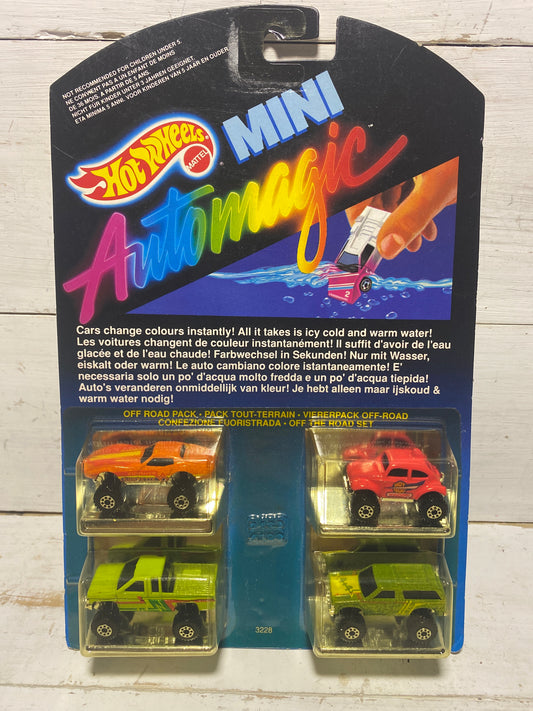 NOT RECOMMENDED FOR CHILDREN UNDER 5.
NE CONVIENT PAS A UN ENFANT DE MOINS
DE 36 MOIS. A PARTIR DE 5 ANS.
NICHT FÜR KINDER UNTER 3 JAHREN GEEIGNET.
ETA MINIMA 5 ANNI. VOOR KINDEREN VAN 5 JAAR EN OUDER
HOT WHEELS
MATTEL
MINI
Automagic
2
Cars change colours instantly! All it takes is icy cold and warm water!
Les voitures changent de couleur instantanément! Il suffit d'avoir de l'eau
glacée et de l'eau chaude! Farbwechsel in Sekunden! Nur mit Wasser,
eiskalt oder warm! Le auto cambiano colore istantaneamente! E'
necessaria solo un po' d'acqua molto fredda e un po' d'acqua tiepida!
Auto's veranderen onmiddelijk van kleur! Je hebt alleen maar ijskoud &
warm water nodig!
OFF ROAD PACK • PACK TOUT-TERRAIN • VIERERPACK OFF-ROAD
CONFEZIONE FUORISTRADA • OFF THE ROAD SET
3228